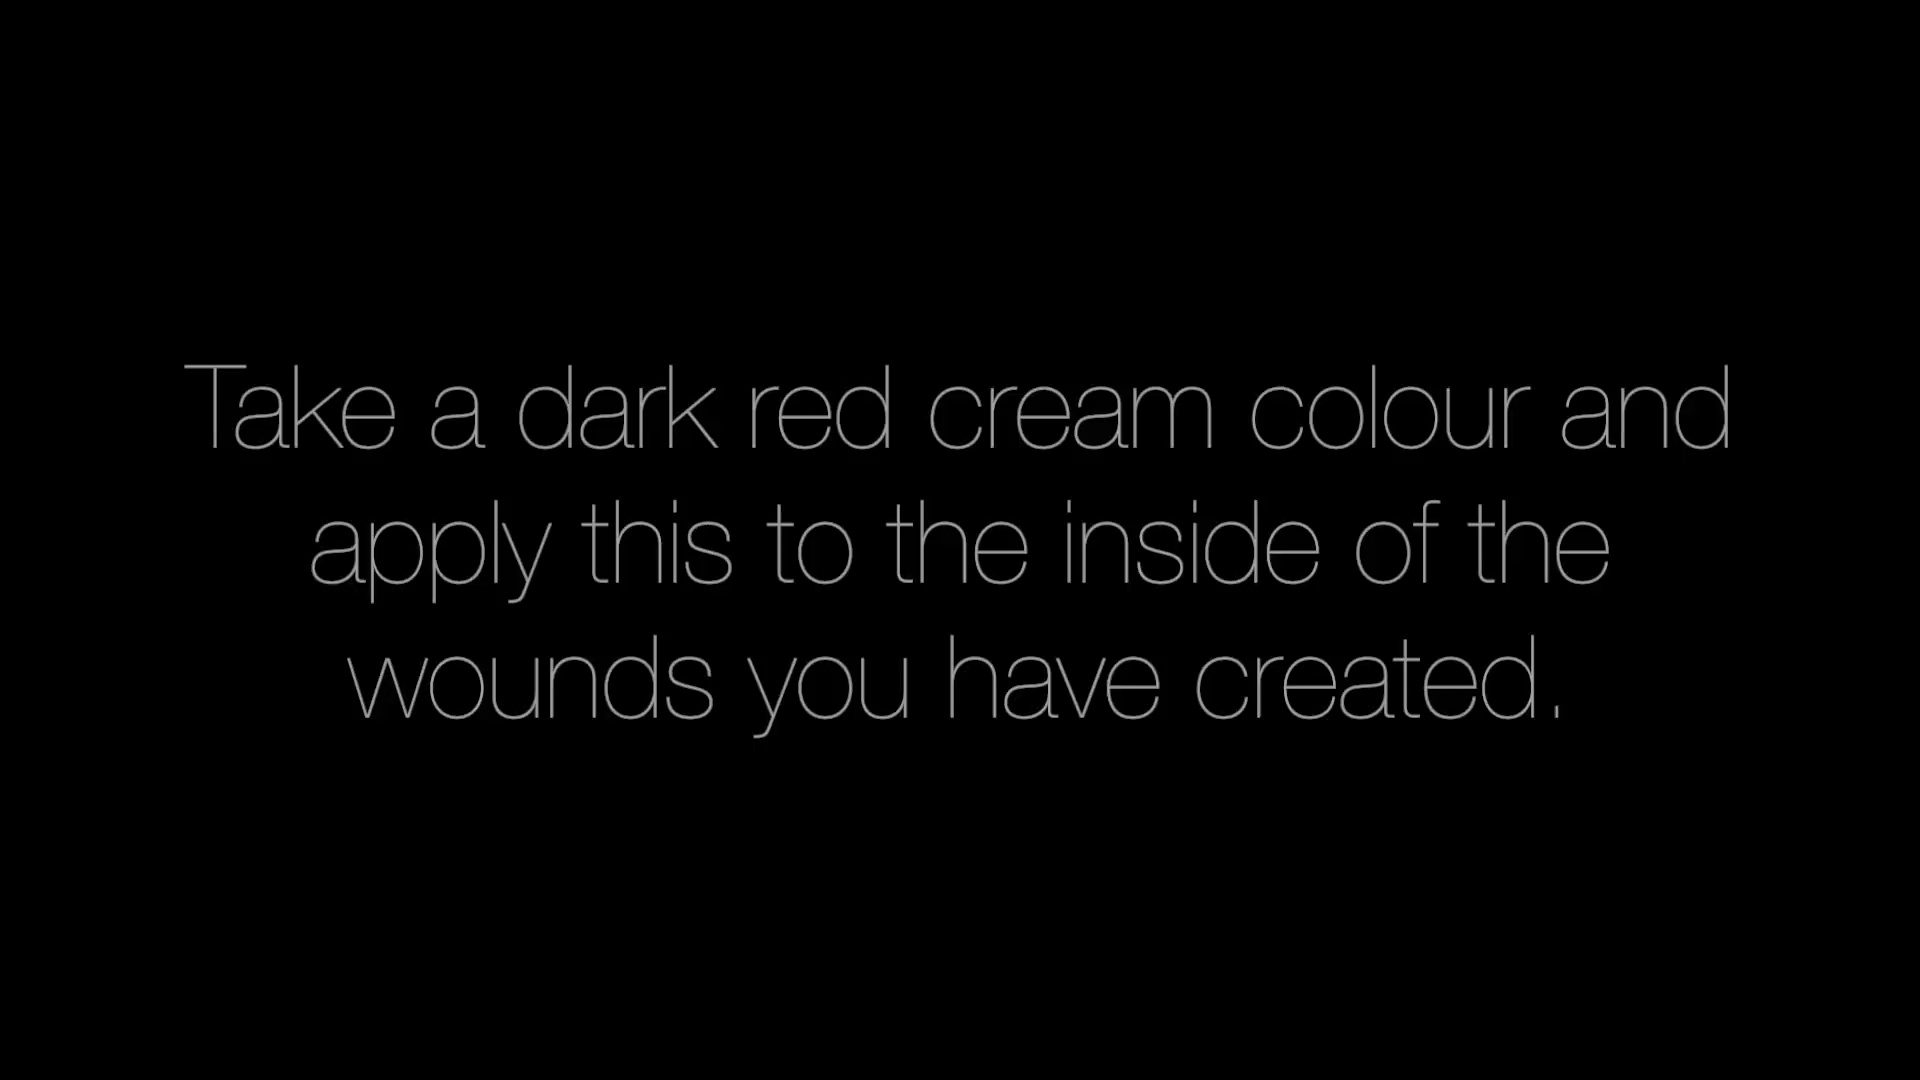 Take a dark red cream colour and
apply this to the inside of the
wounds you have created.